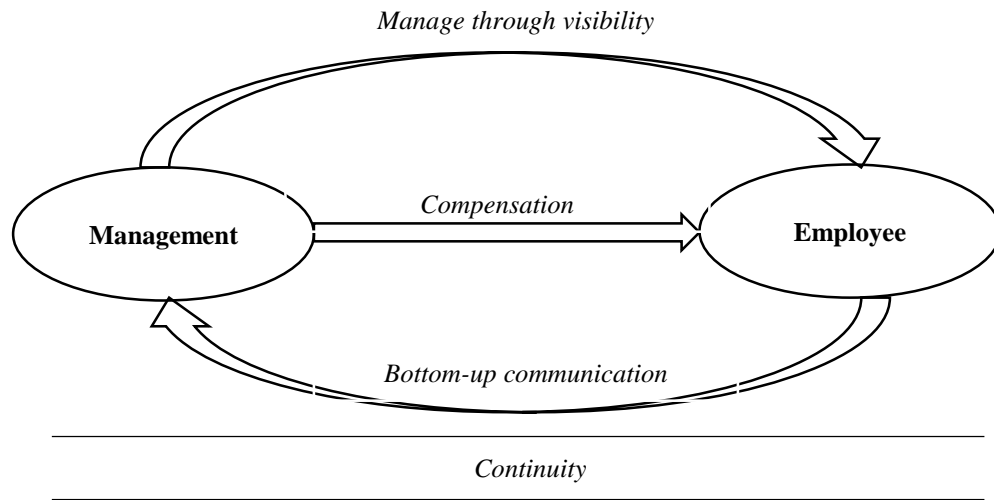 Manage through visibility
Compensation
Management
Employee
Bottom-up communication
Continuity